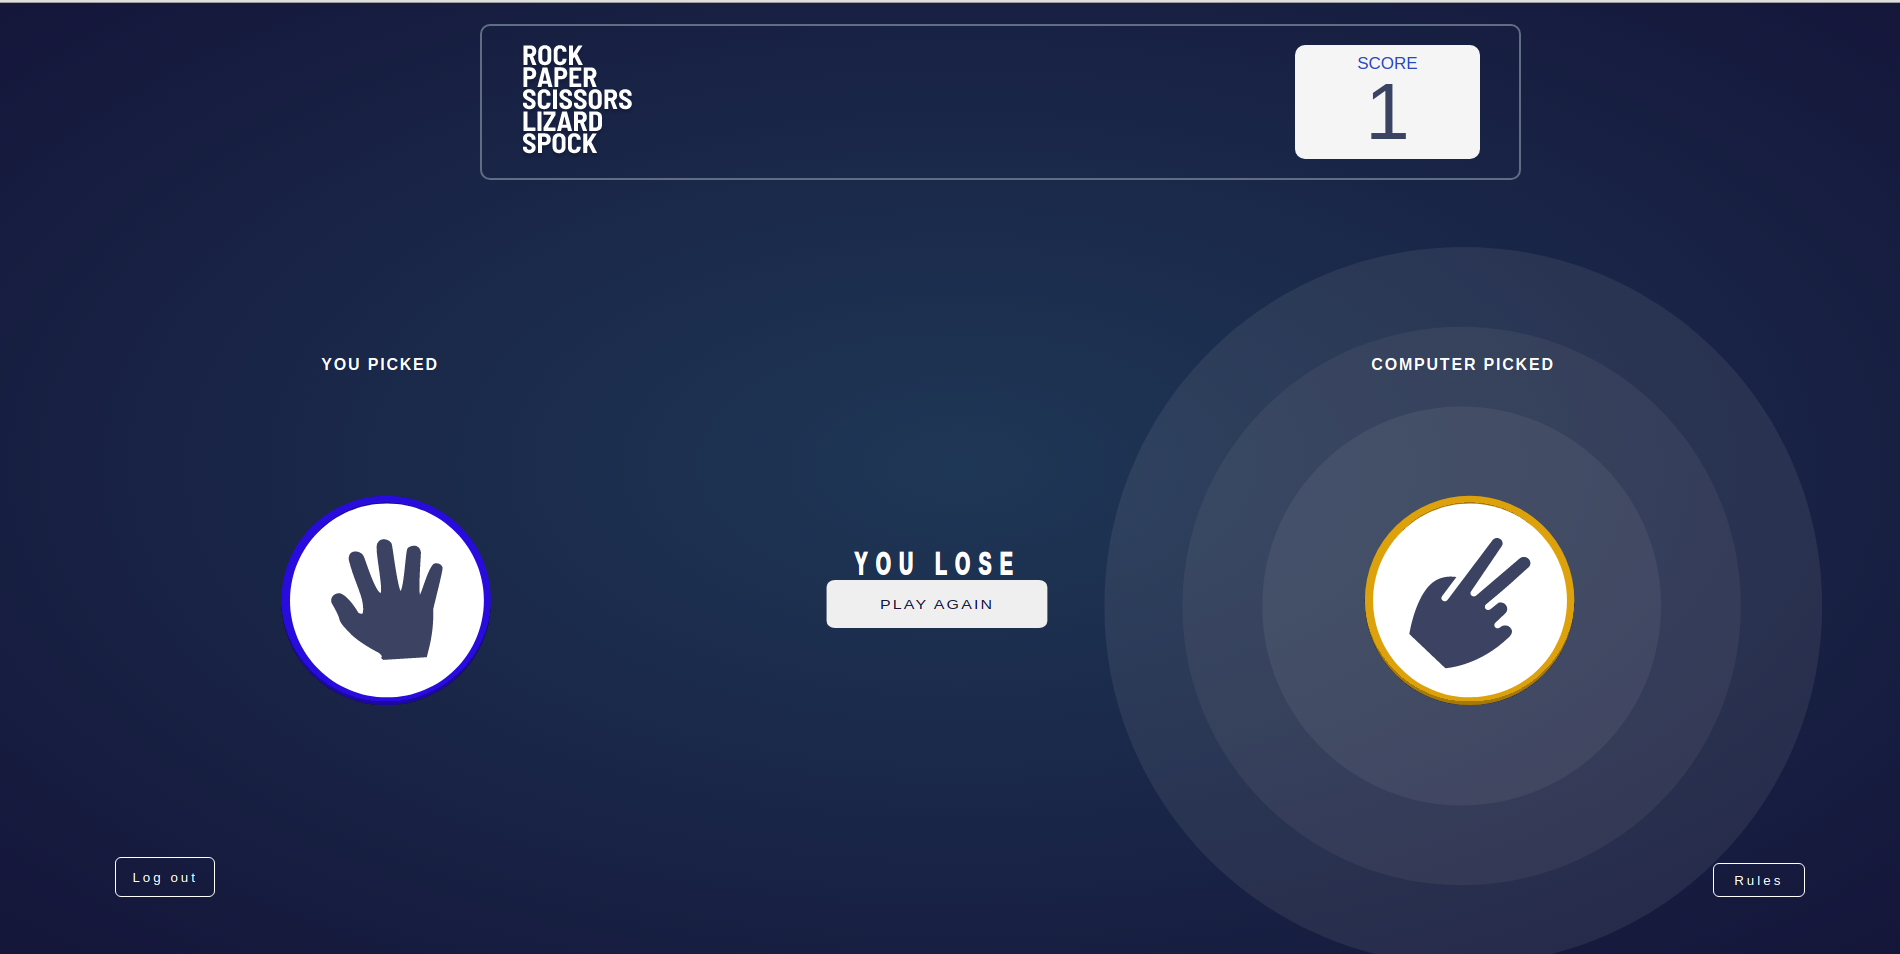 ROCK
PAPER
SCISSORS
LIZARD
SPOCK
SCORE
1
YOU PICKED
COMPUTER PICKED
YOU LOSE
PLAY AGAIN
Log out
Rules